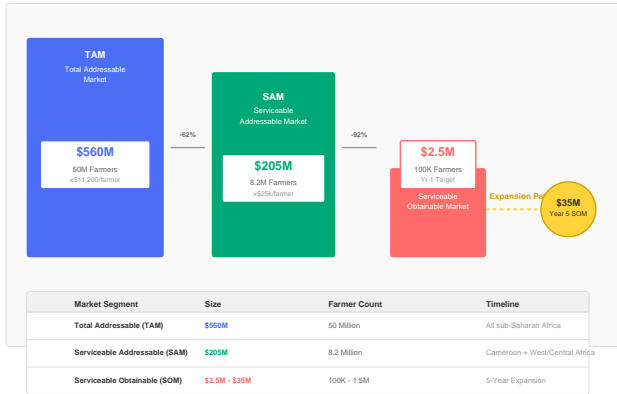 TAM
Total Addressable
Market
$560M
50M Farmers
×$11,200/farmer
-62%
SAM
Serviceable
Addressable Market
$205M
8.2M Farmers
×$25k/farmer
-92%
$2.5M
100K Farmers
Yr 1 Target
Serviceable
Obtainable Market
Expansion Pa
$35M
Year 5 SOM
Market Segment Size Farmer Count Timeline
Total Addressable (TAM) $560M 50 Million All sub-Saharan Africa
Serviceable Addressable (SAM) $205M 8.2 Million Cameroon + West/Central Africa
Serviceable Obtainable (SOM) $2.5M - $35M 100K - 1.5M 5-Year Expansion